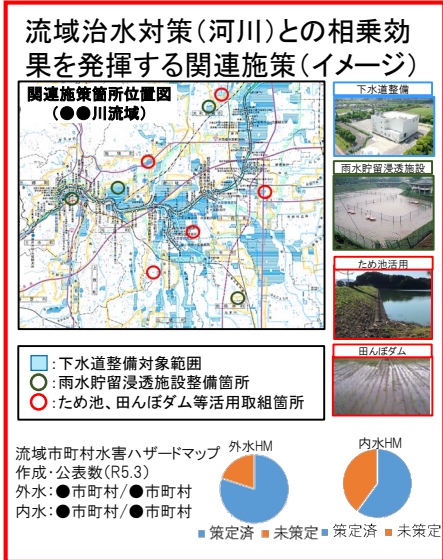 流域治水対策(河川)との相乗効
果を発揮する関連施策(イメージ)
関連施策箇所位置図
(●●川流域)
下水道整備
雨水貯留浸透施設
ため池活用
田んぼダム
:下水道整備対象範囲
:雨水貯留浸透施設整備箇所
:ため池、田んぼダム等活用取組箇所
流域市町村水害ハザードマップ
作成・公表数(R5.3)
外水:●市町村/●市町村
内水:●市町村/●市町村
外水HM
策定済 未策定
内水HM
策定済 未策定